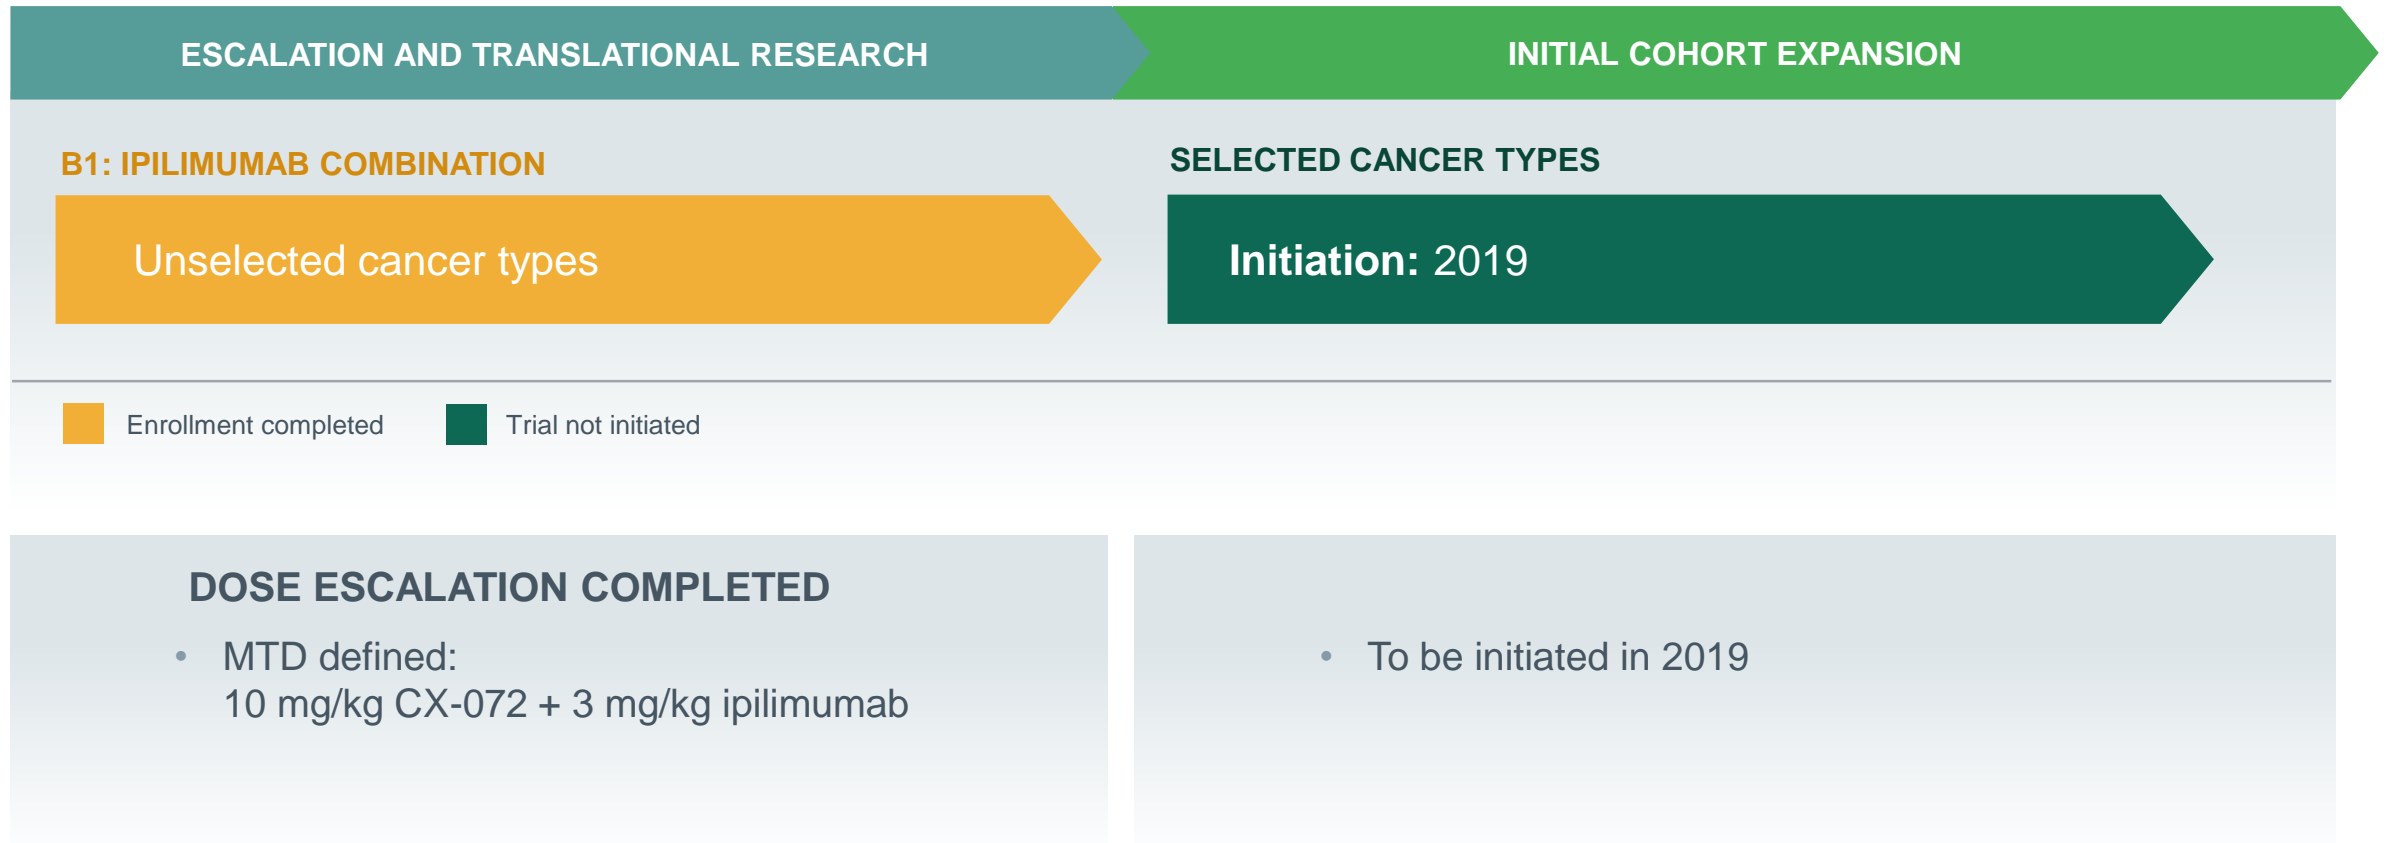 ESCALATION AND TRANSLATIONAL RESEARCH
INITIAL COHORT EXPANSION
B1: IPILIMUMAB COMBINATION
Unselected cancer types
SELECTED CANCER TYPES
Initiation: 2019
Enrollment completed
Trial not initiated
DOSE ESCALATION COMPLETED
• MTD defined:
10 mg/kg CX-072 + 3 mg/kg ipilimumab
• To be initiated in 2019